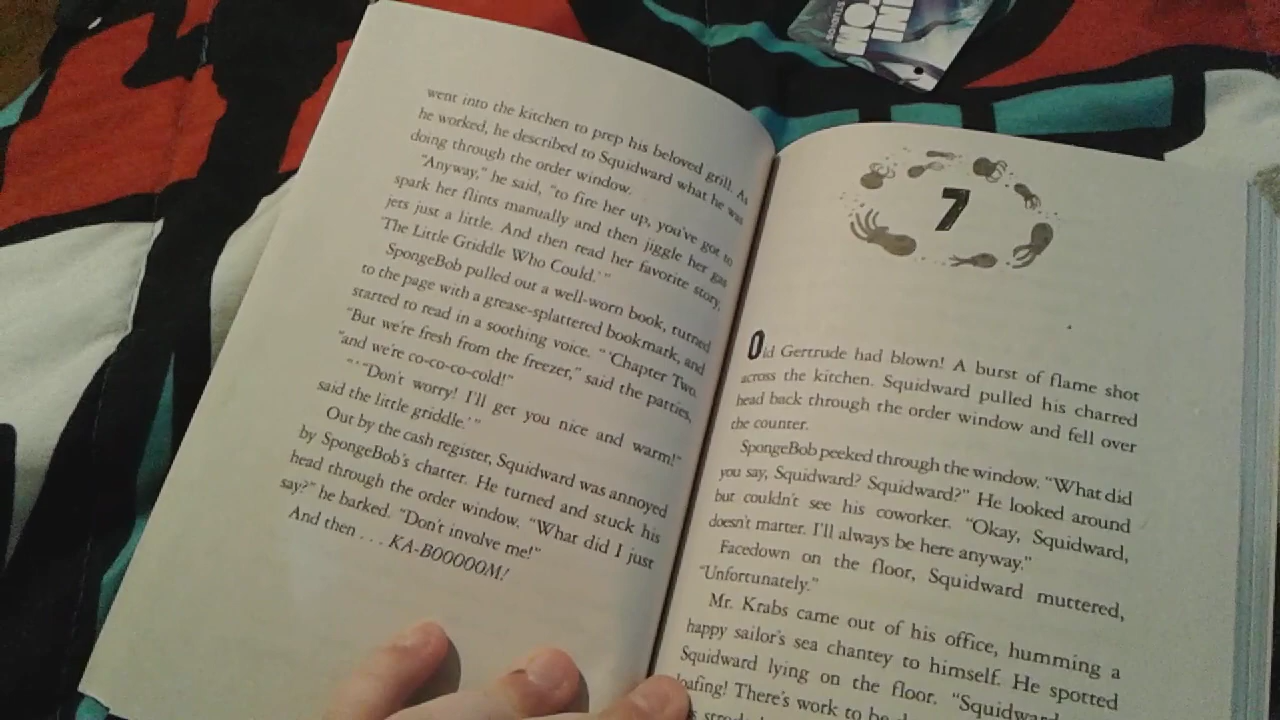 went into the kitchen to prep his beloved grill. As
he worked, he described to Squidward what he was
doing through the order window.
"Anyway," he said, "to fire her up, you've got to
spark her flints manually and then jiggle her gas
jets just a little. And then read her favorite story,
'The Little Griddle Who Could.' "
SpongeBob pulled out a well-worn book, turned
to the page with a grease-splattered bookmark, and
started to read in a soothing voice. " 'Chapter Two.
"But we're fresh from the freezer," said the patties,
"and we're co-co-co-cold!"
" ' "Don't worry! I'll get you nice and warm!"
said the little griddle.' "
Out by the cash register, Squidward was annoyed
by SpongeBob's chatter. He turned and stuck his
head through the order window. "What did I just
say?" he barked. "Don't involve me!"
And then . . . KA-BOOOOOM!
7
Old Gertrude had blown! A burst of flame shot
across the kitchen. Squidward pulled his charred
head back through the order window and fell over
the counter.
SpongeBob peeked through the window. "What did
you say, Squidward? Squidward?" He looked around
but couldn't see his coworker. "Okay, Squidward,
doesn't matter. I'll always be here anyway."
Facedown on the floor, Squidward muttered,
"Unfortunately."
Mr. Krabs came out of his office, humming a
happy sailor's sea chantey to himself. He spotted
Squidward lying on the floor. "Squidward
loafing! There's work to be